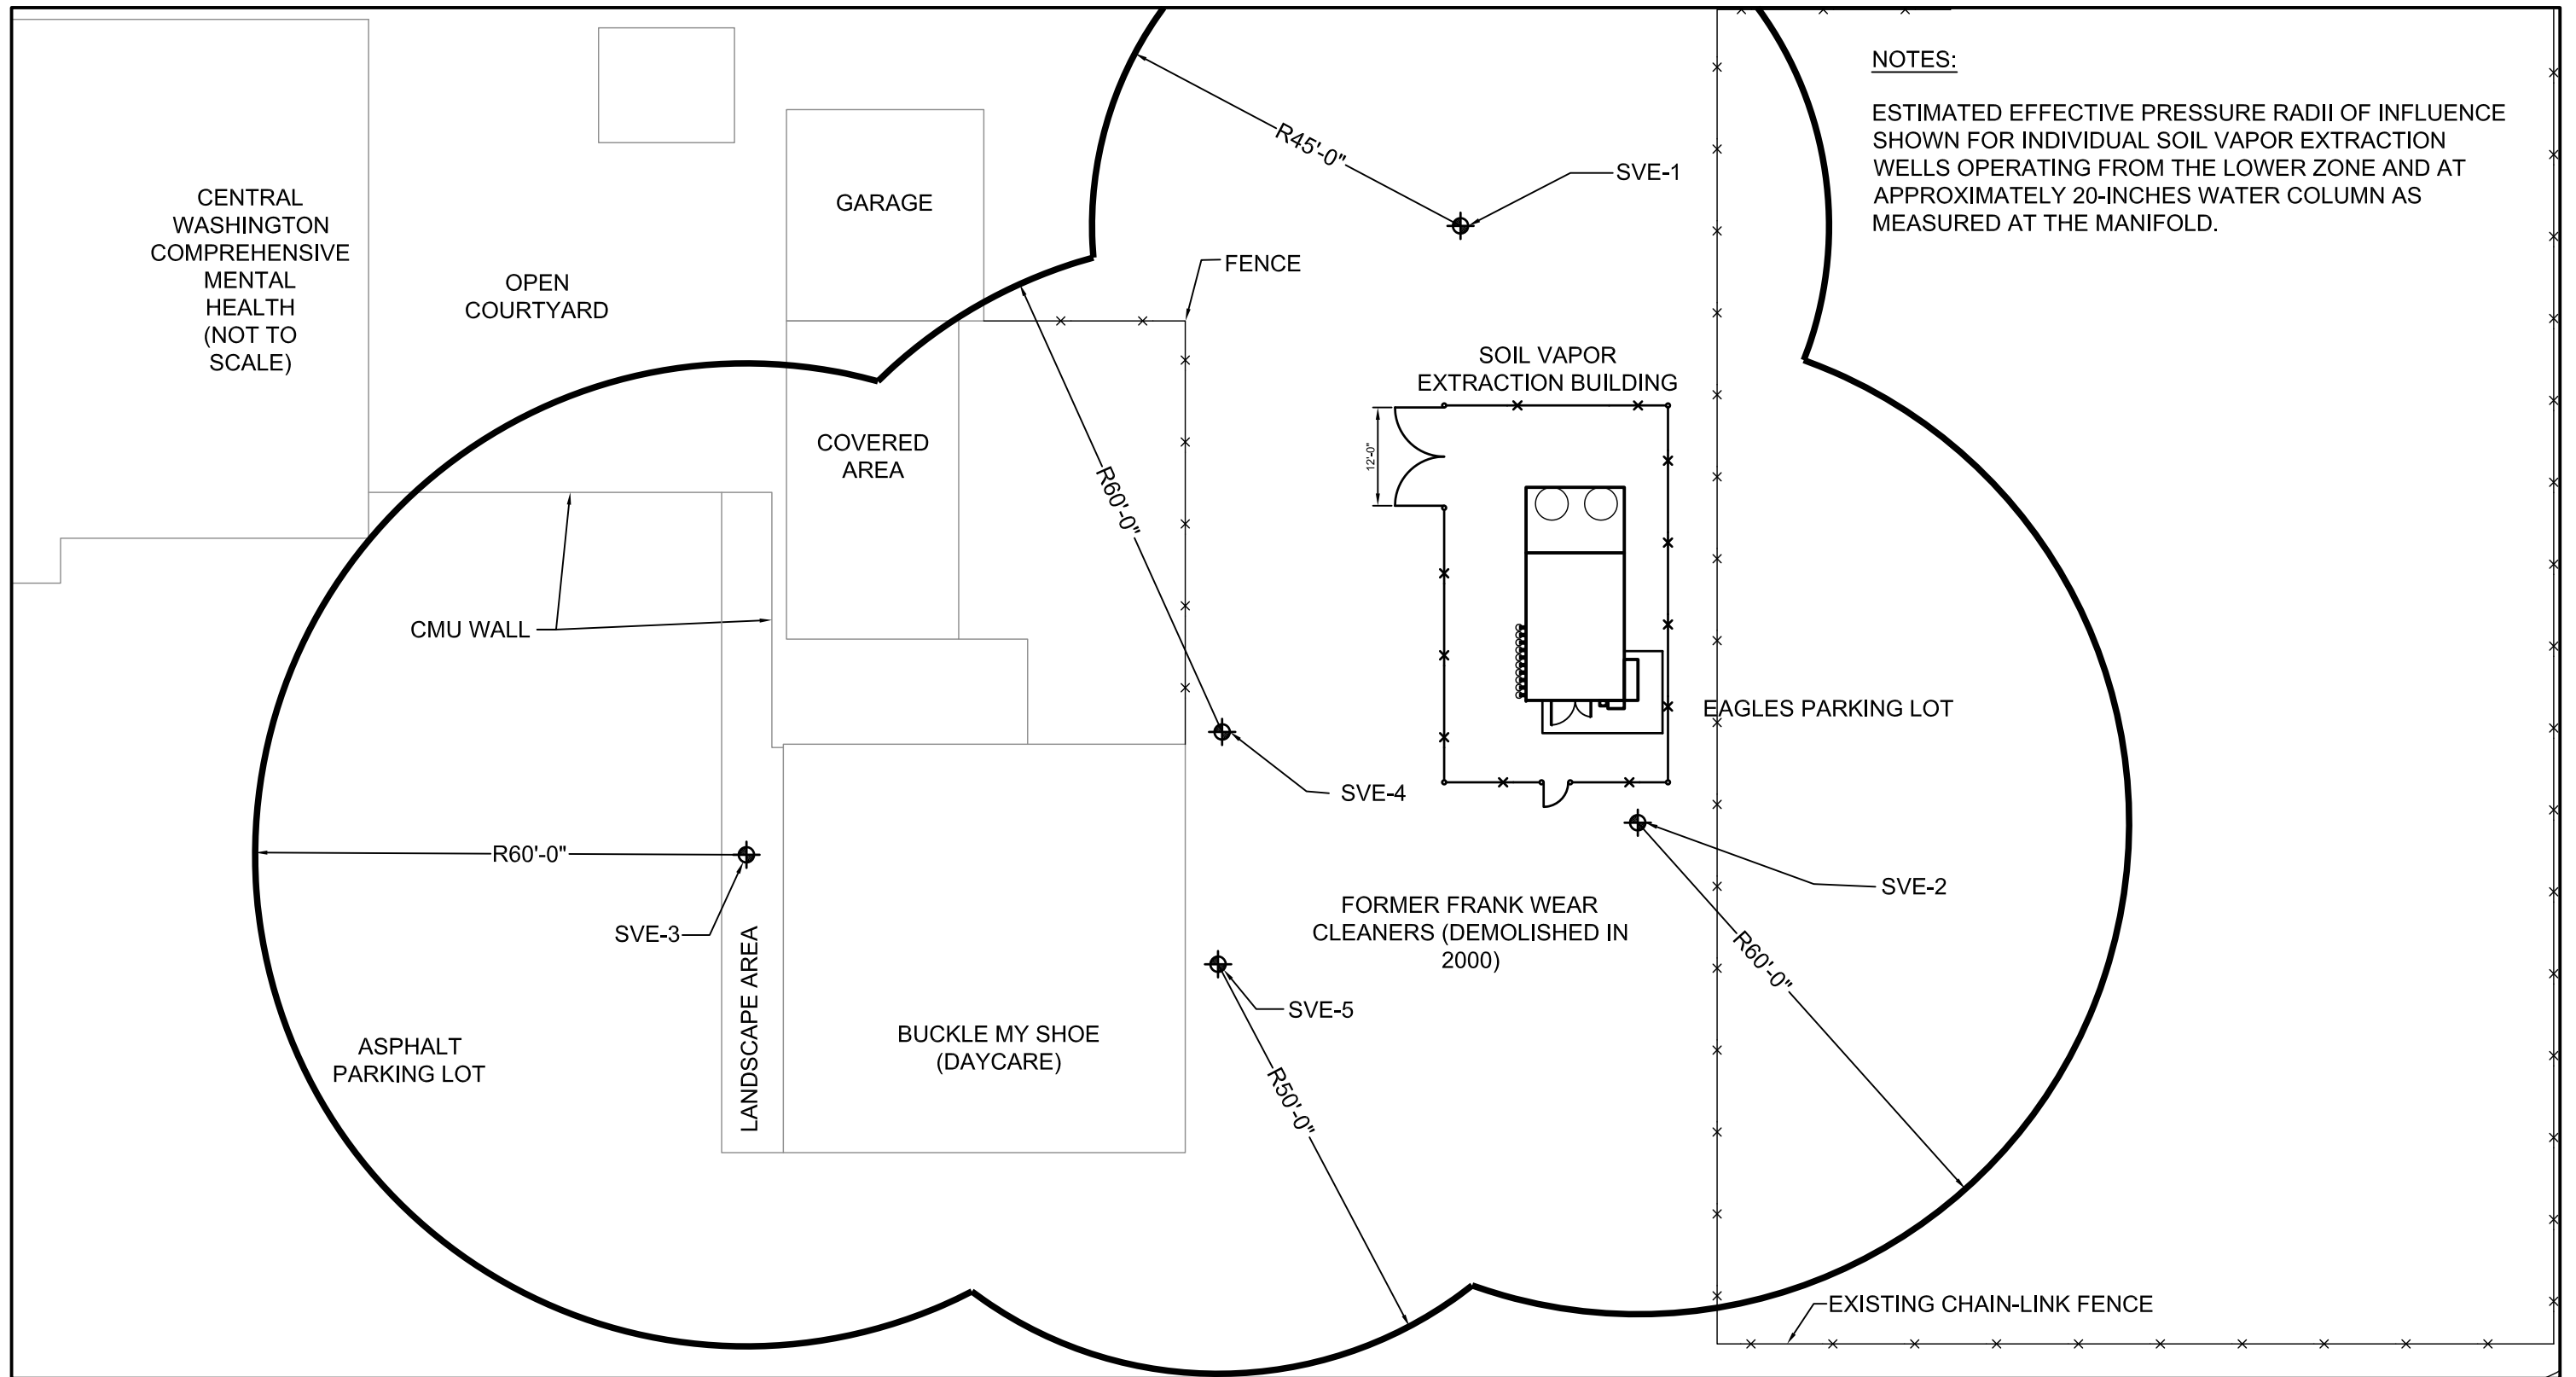 NOTES:
ESTIMATED EFFECTIVE PRESSURE RADII OF INFLUENCE
SHOWN FOR INDIVIDUAL SOIL VAPOR EXTRACTION
WELLS OPERATING FROM THE LOWER ZONE AND AT
APPROXIMATELY 20-INCHES WATER COLUMN AS
MEASURED AT THE MANIFOLD.
R45'-0"
SVE-1
CENTRAL
WASHINGTON
COMPREHENSIVE
MENTAL
HEALTH
(NOT TO
SCALE)
OPEN
COURTYARD
GARAGE
FENCE
SOIL VAPOR
EXTRACTION BUILDING
12'-0"
COVERED
AREA
R60'-0"
CMU WALL
EAGLES PARKING LOT
SVE-4
R60'-0"
SVE-3
SVE-2
FORMER FRANK WEAR
CLEANERS (DEMOLISHED IN
2000)
R60'-0"
LANDSCAPE AREA
SVE-5
BUCKLE MY SHOE
(DAYCARE)
ASPHALT
PARKING LOT
R50'-0"
EXISTING CHAIN-LINK FENCE